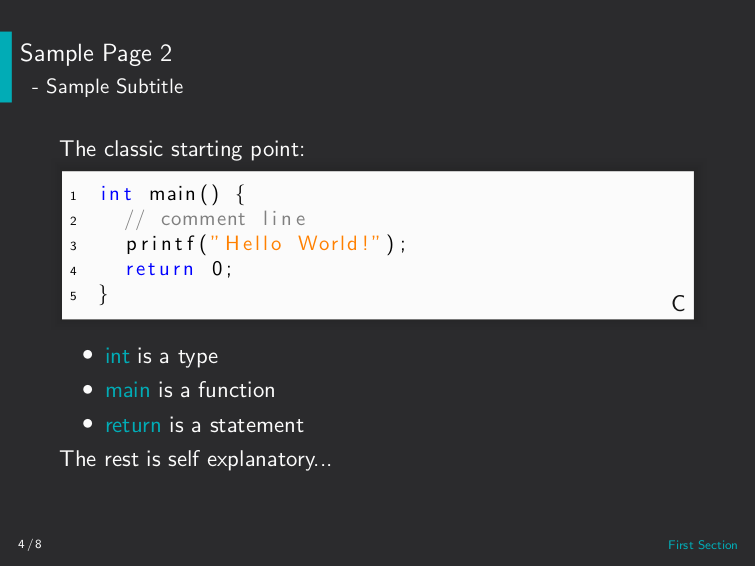 Sample Page 2
- Sample Subtitle
The classic starting point:
1 int main() {
2 // comment line
3 printf("Hello World!");
4 return 0;
5 }
C
• int is a type
• main is a function
• return is a statement
The rest is self explanatory...
4 / 8
First Section